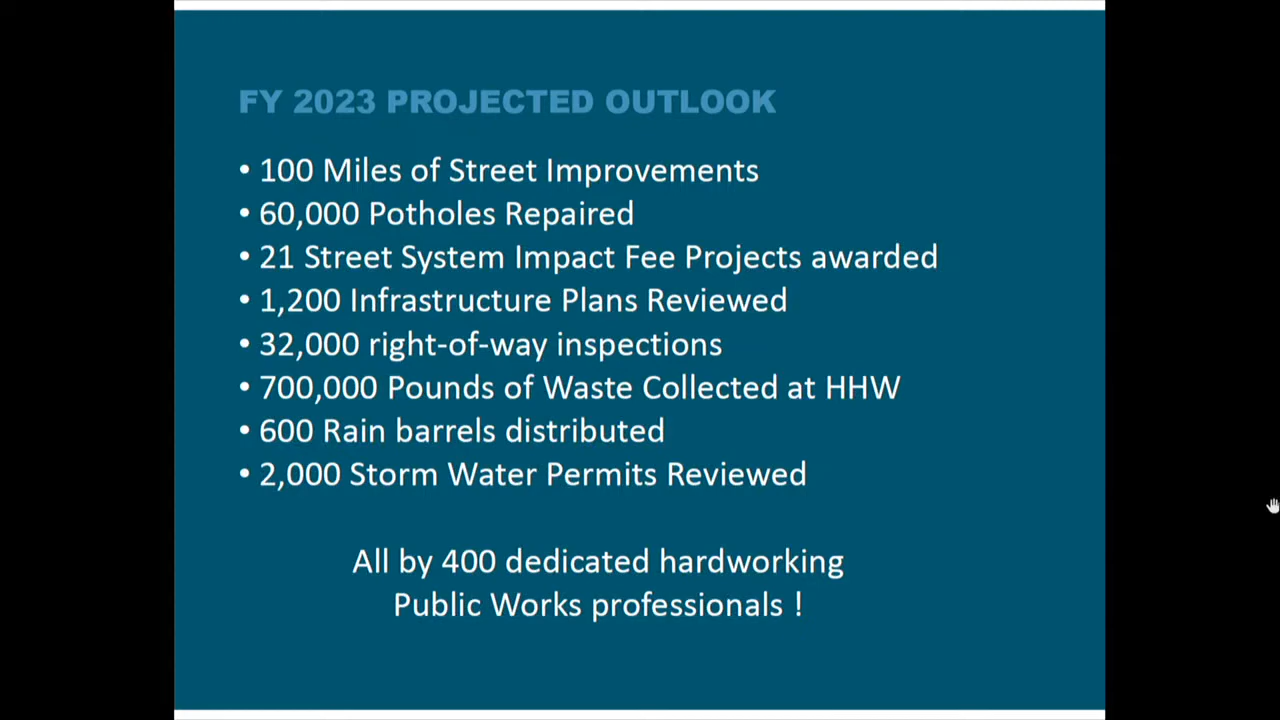 FY 2023 PROJECTED OUTLOOK
• 100 Miles of Street Improvements
• 60,000 Potholes Repaired
• 21 Street System Impact Fee Projects awarded
• 1,200 Infrastructure Plans Reviewed
• 32,000 right-of-way inspections
• 700,000 Pounds of Waste Collected at HHW
• 600 Rain barrels distributed
• 2,000 Storm Water Permits Reviewed
All by 400 dedicated hardworking
Public Works professionals !